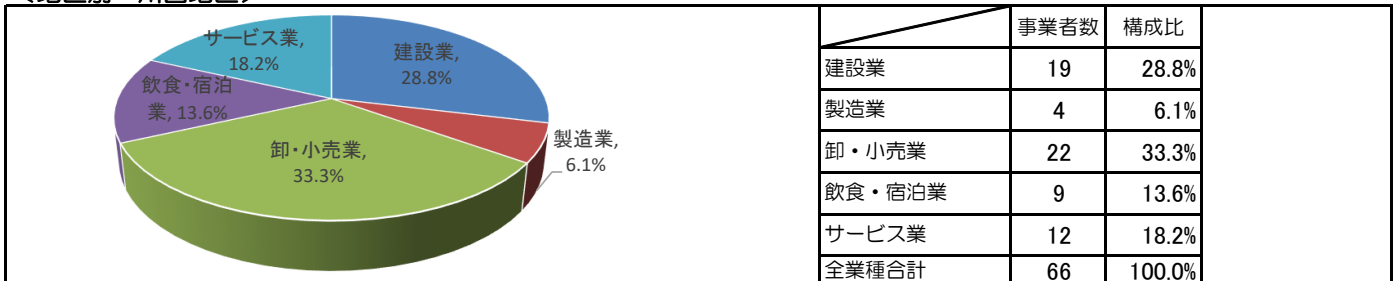 サービス業,
18.2%
建設業,
28.8%
飲食・宿泊
業, 13.6%
製造業,
6.1%
卸・小売業,
33.3%
事業者数 構成比
建設業 19 28.8%
製造業 4 6.1%
卸・小売業 22 33.3%
飲食・宿泊業 9 13.6%
サービス業 12 18.2%
全業種合計 66 100.0%